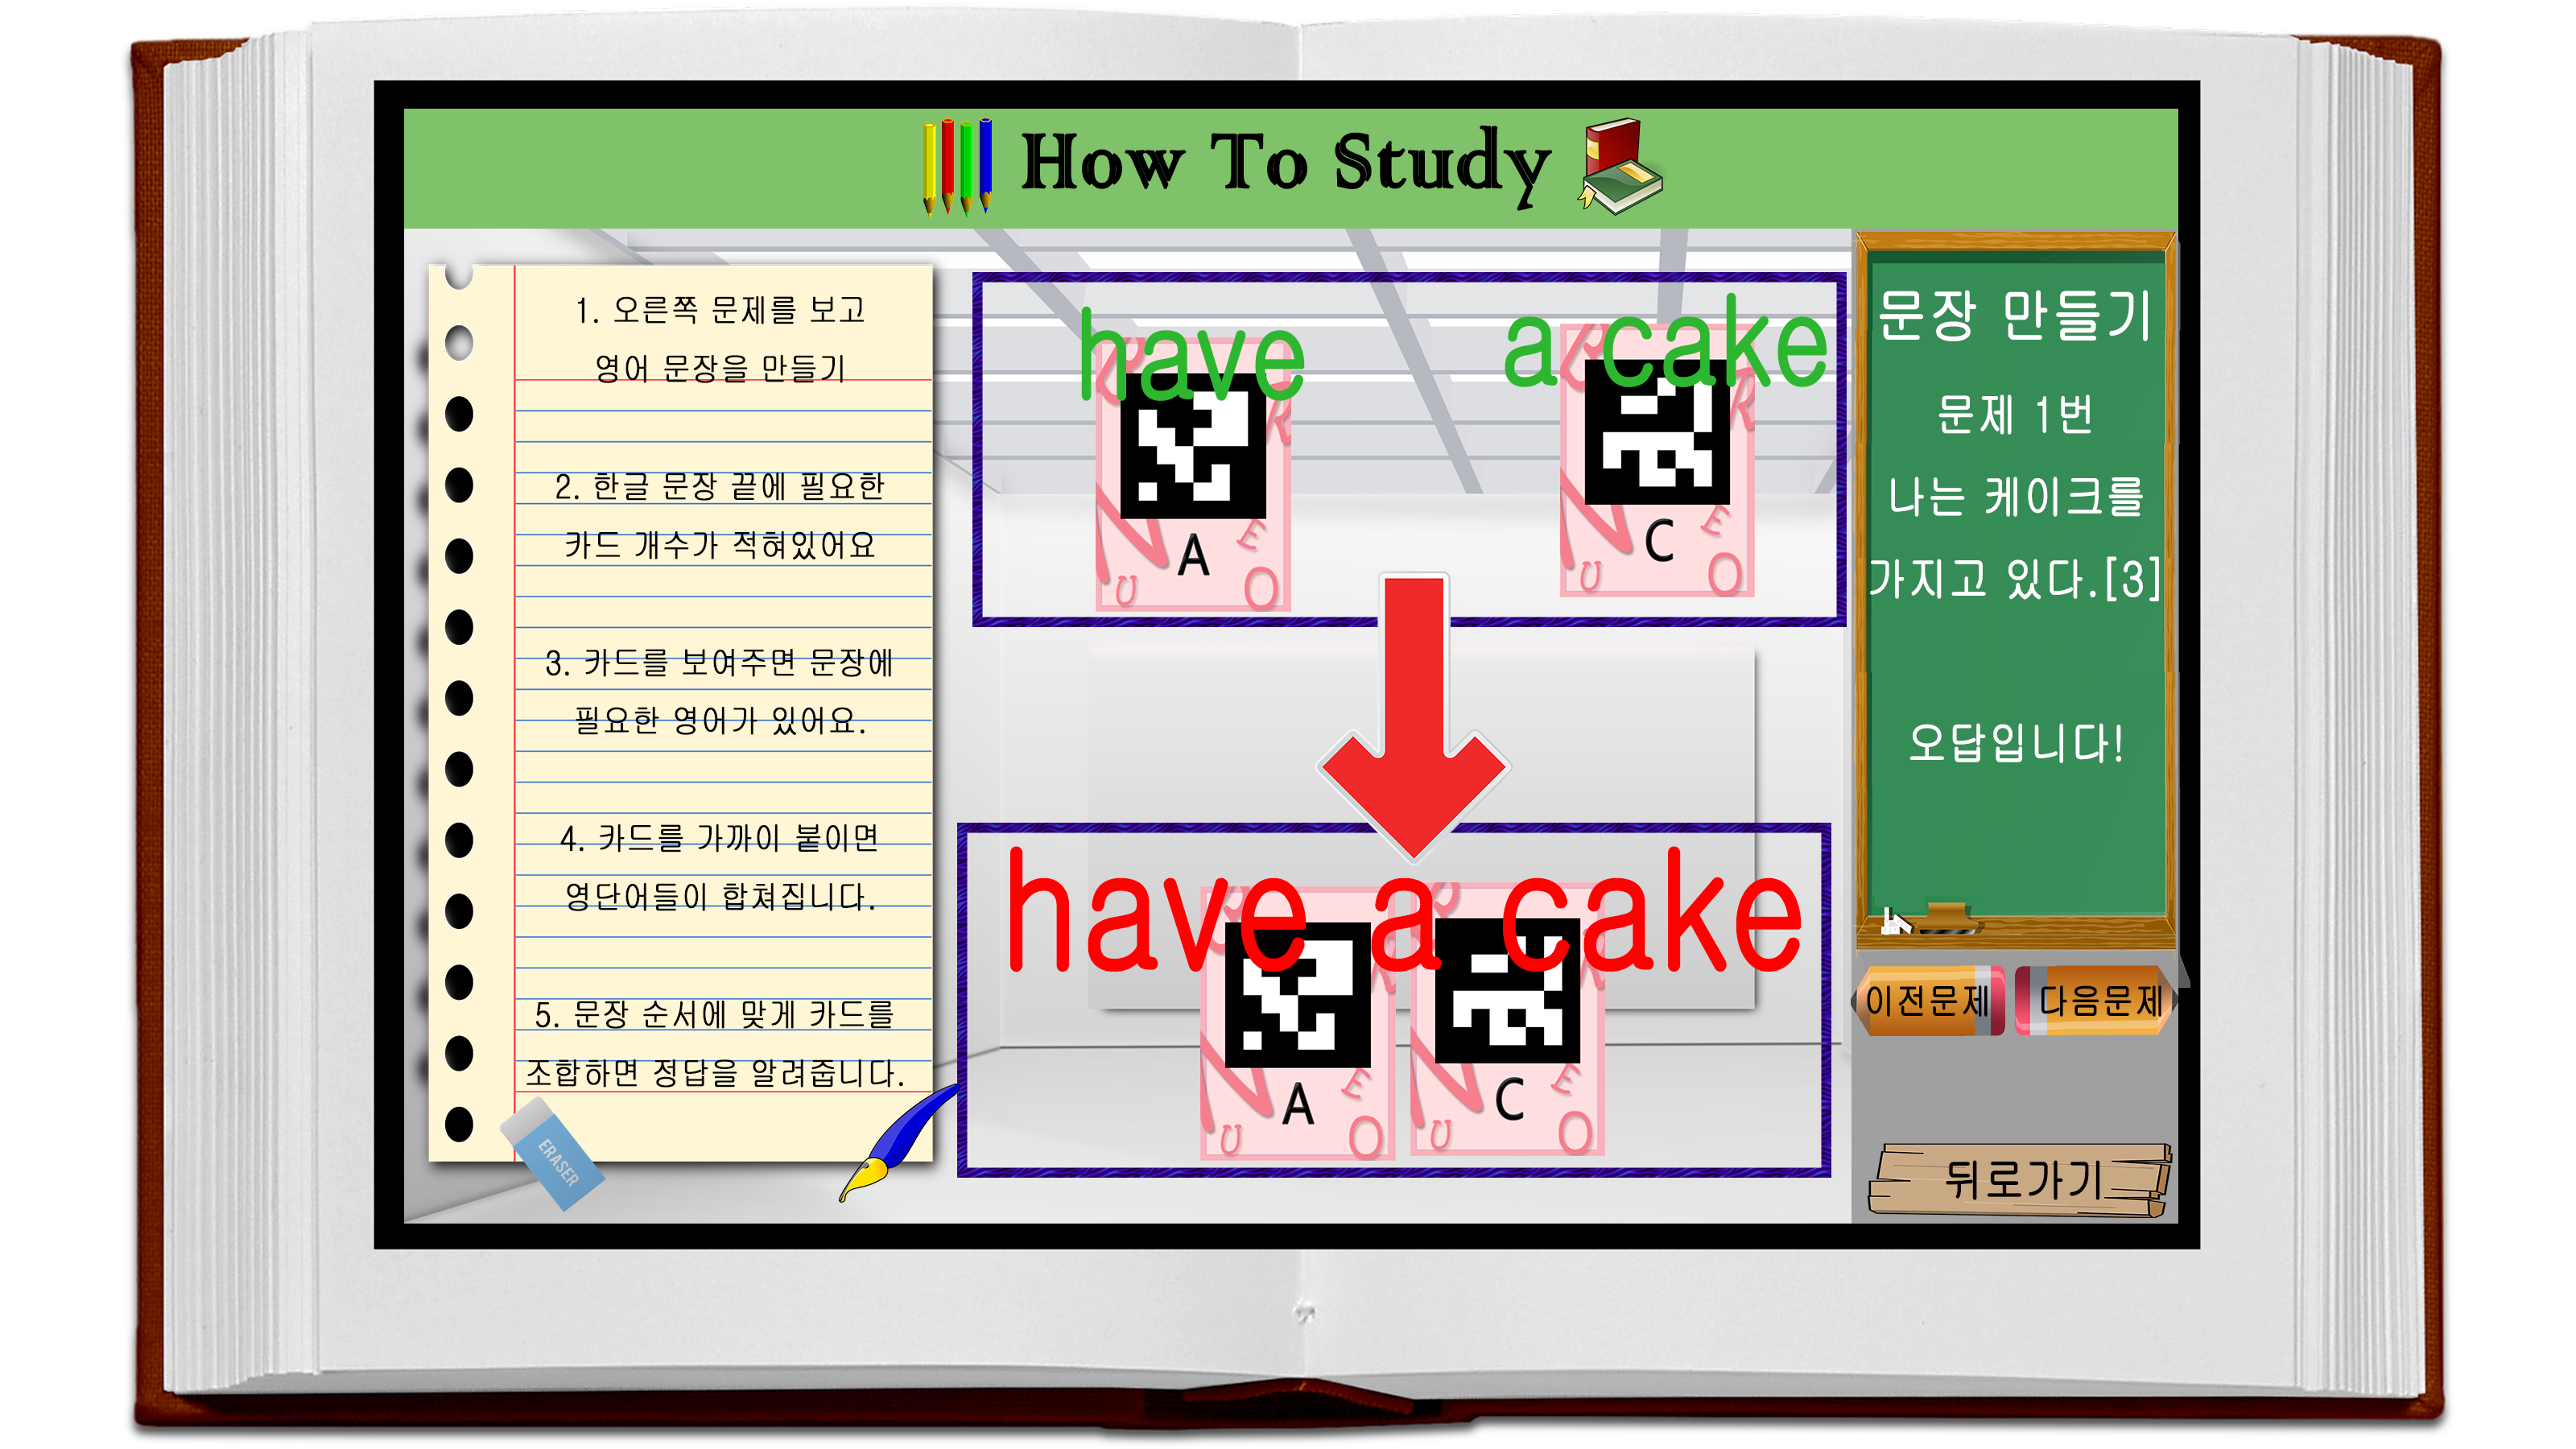 How To Study
1. 오른쪽 문제를 보고
영어 문장을 만들기
2. 한글 문장 끝에 필요한
카드 개수가 적혀있어요
3. 카드를 보여주면 문장에
필요한 영어가 있어요.
4. 카드를 가까이 붙이면
영단어들이 합쳐집니다.
5. 문장 순서에 맞게 카드를
조합하면 정답을 알려줍니다.
ERASER
have a cake
R R N A E U O
R R N C E U O
have a cake
R R N A E U O
R R N C E U O
문장 만들기
문제 1번
나는 케이크를
가지고 있다.[3]
오답입니다!
이전문제 다음문제
뒤로가기